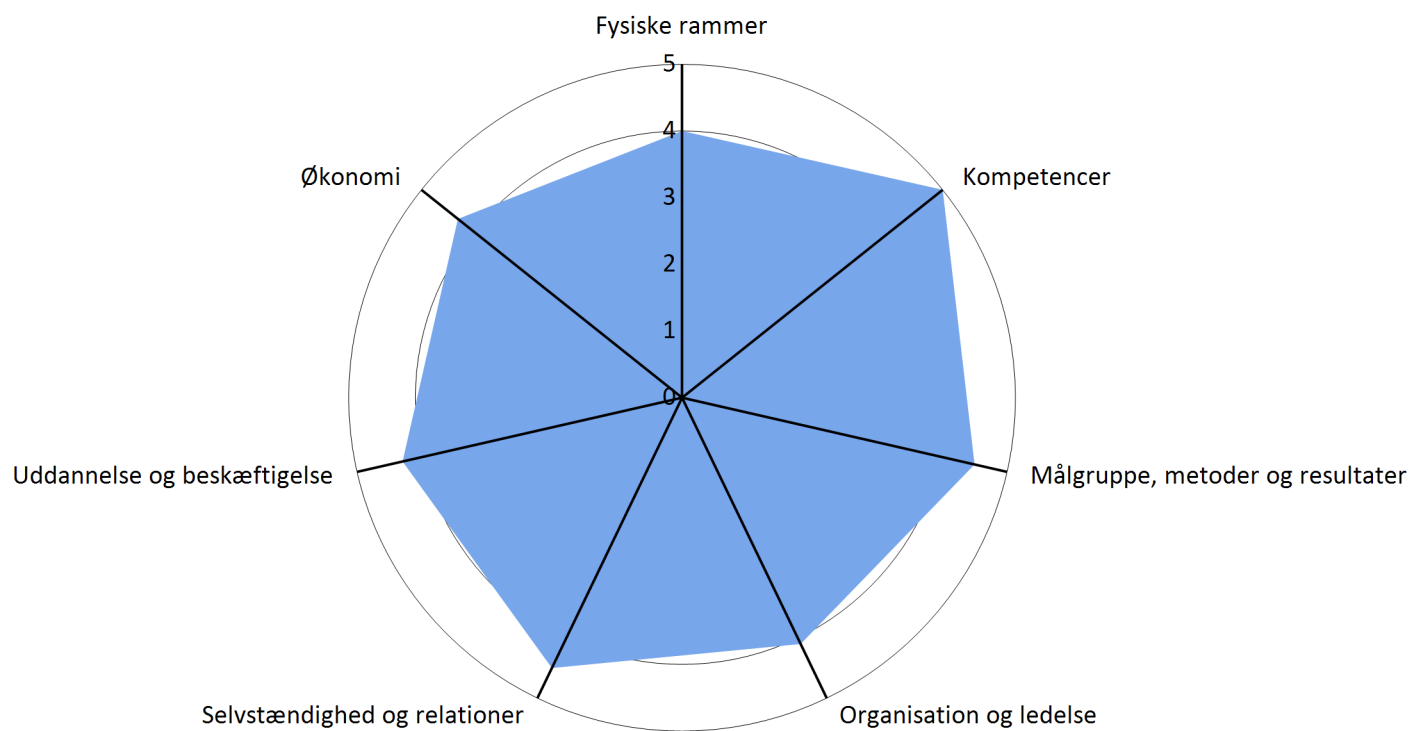 Fysiske rammer
5
4
3
2
1
0
Kompetencer
Økonomi
Målgruppe, metoder og resultater
Uddannelse og beskæftigelse
Organisation og ledelse
Selvstændighed og relationer